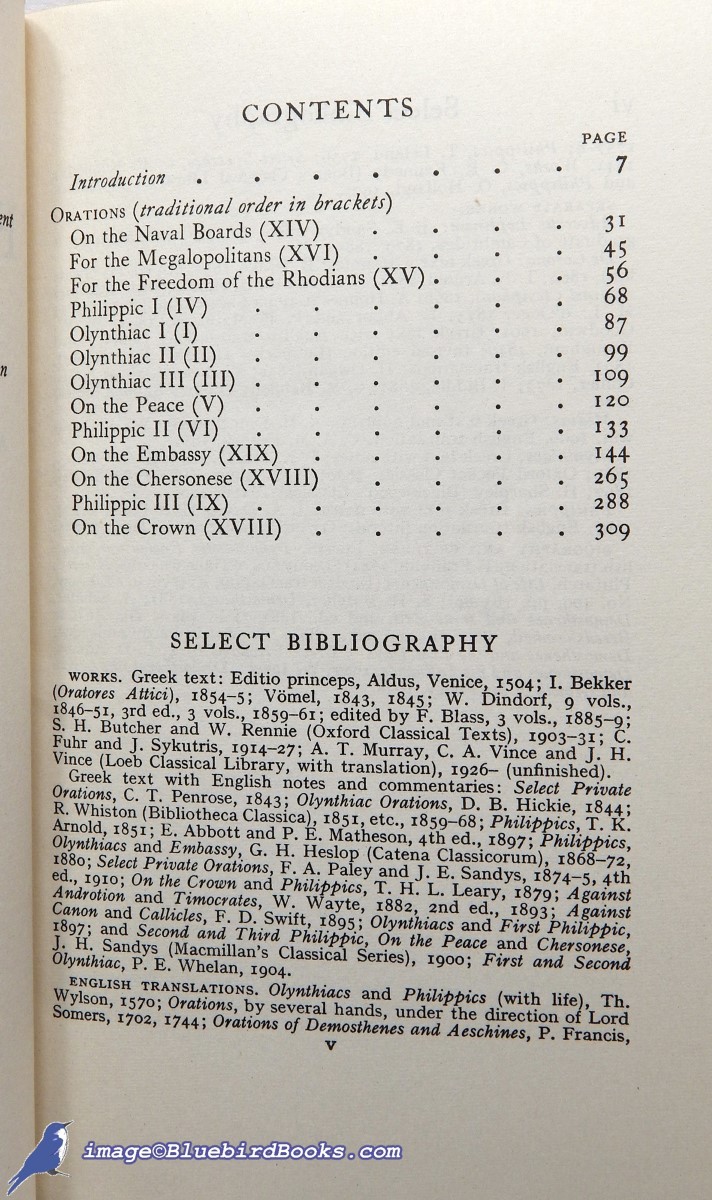 ent
n
CONTENTS
PAGE
Introduction . . . . . . . 7
ORATIONS (traditional order in brackets)
On the Naval Boards (XIV) . . . . 31
For the Megalopolitans (XVI) . . . . 45
For the Freedom of the Rhodians (XV) . . . 56
Philippic I (IV) . . . . . . 68
Olynthiac I (I) . . . . . . 87
Olynthiac II (II) . . . . . . 99
Olynthiac III (III) . . . . . . 109
On the Peace (V) . . . . . . 120
Philippic II (VI) . . . . . . 133
On the Embassy (XIX) . . . . . 144
On the Chersonese (XVIII) . . . . 265
Philippic III (IX) . . . . . . 288
On the Crown (XVIII) . . . . . 309
SELECT BIBLIOGRAPHY
WORKS. Greek text: Editio princeps, Aldus, Venice, 1504; I. Bekker
(Oratores Attici), 1854-5; Vömel, 1843, 1845; W. Dindorf, 9 vols.,
1846-51, 3rd ed., 3 vols., 1859-61; edited by F. Blass, 3 vols., 1885-9;
S. H. Butcher and W. Rennie (Oxford Classical Texts), 1903-31; C.
Fuhr and J. Sykutris, 1914-27; A. T. Murray, C. A. Vince and J. H.
Vince (Loeb Classical Library, with translation), 1926– (unfinished).
Greek text with English notes and commentaries: Select Private
Orations, C. T. Penrose, 1843; Olynthiac Orations, D. B. Hickie, 1844;
R. Whiston (Bibliotheca Classica), 1851, etc., 1859-68; Philippics, T. K.
Arnold, 1851; E. Abbott and P. E. Matheson, 4th ed., 1897; Philippics,
Olynthiacs and Embassy, G. H. Heslop (Catena Classicorum), 1868-72,
1880; Select Private Orations, F. A. Paley and J. E. Sandys, 1874-5, 4th
ed., 1910; On the Crown and Philippics, T. H. L. Leary, 1879; Against
Androtion and Timocrates, W. Wayte, 1882, 2nd ed., 1893; Against
Canon and Callicles, F. D. Swift, 1895; Olynthiacs and First Philippic,
1897; and Second and Third Philippic, On the Peace and Chersonese,
J. H. Sandys (Macmillan's Classical Series), 1900; First and Second
Olynthiac, P. E. Whelan, 1904.
ENGLISH TRANSLATIONS. Olynthiacs and Philippics (with life), Th.
Wylson, 1570; Orations, by several hands, under the direction of Lord
Somers, 1702, 1744; Orations of Demosthenes and Aeschines, P. Francis,
v
image©BluebirdBooks.com